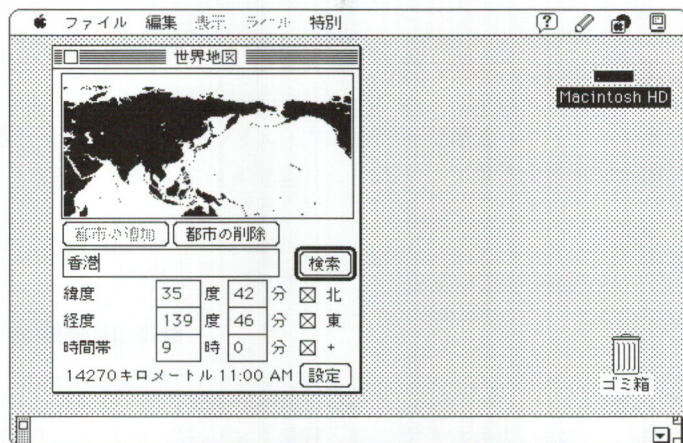 ファイル 編集 表示 ラベル 特別
世界地図
Macintosh HD
都市の追加 都市の削除
香港 検索
緯度 35 度 42 分 北
経度 139 度 46 分 東
時間帯 9 時 0 分 +
14270キロメートル 11:00 AM 設定
ゴミ箱